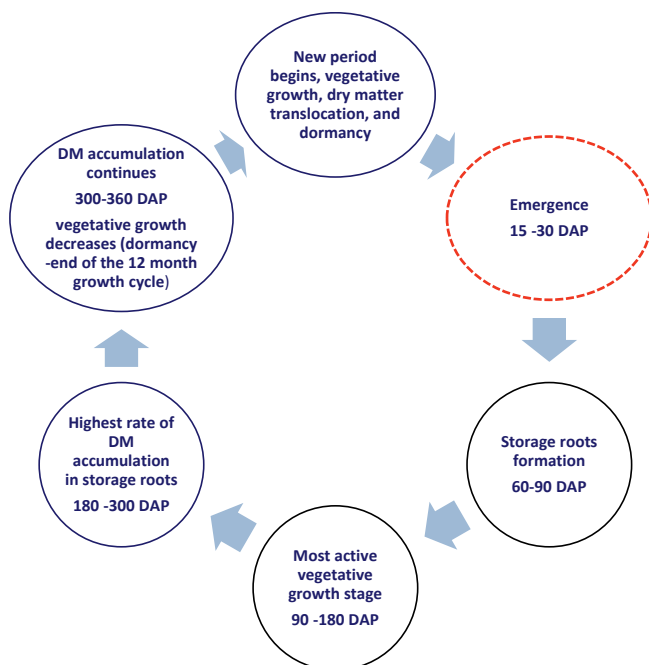 New period
begins, vegetative
growth, dry matter
translocation, and
dormancy
Emergence
15 -30 DAP
Storage roots
formation
60-90 DAP
Most active
vegetative
growth stage
90 -180 DAP
Highest rate of
DM
accumulation
in storage roots
180 -300 DAP
DM accumulation
continues
300-360 DAP
vegetative growth
decreases (dormancy
-end of the 12 month
growth cycle)